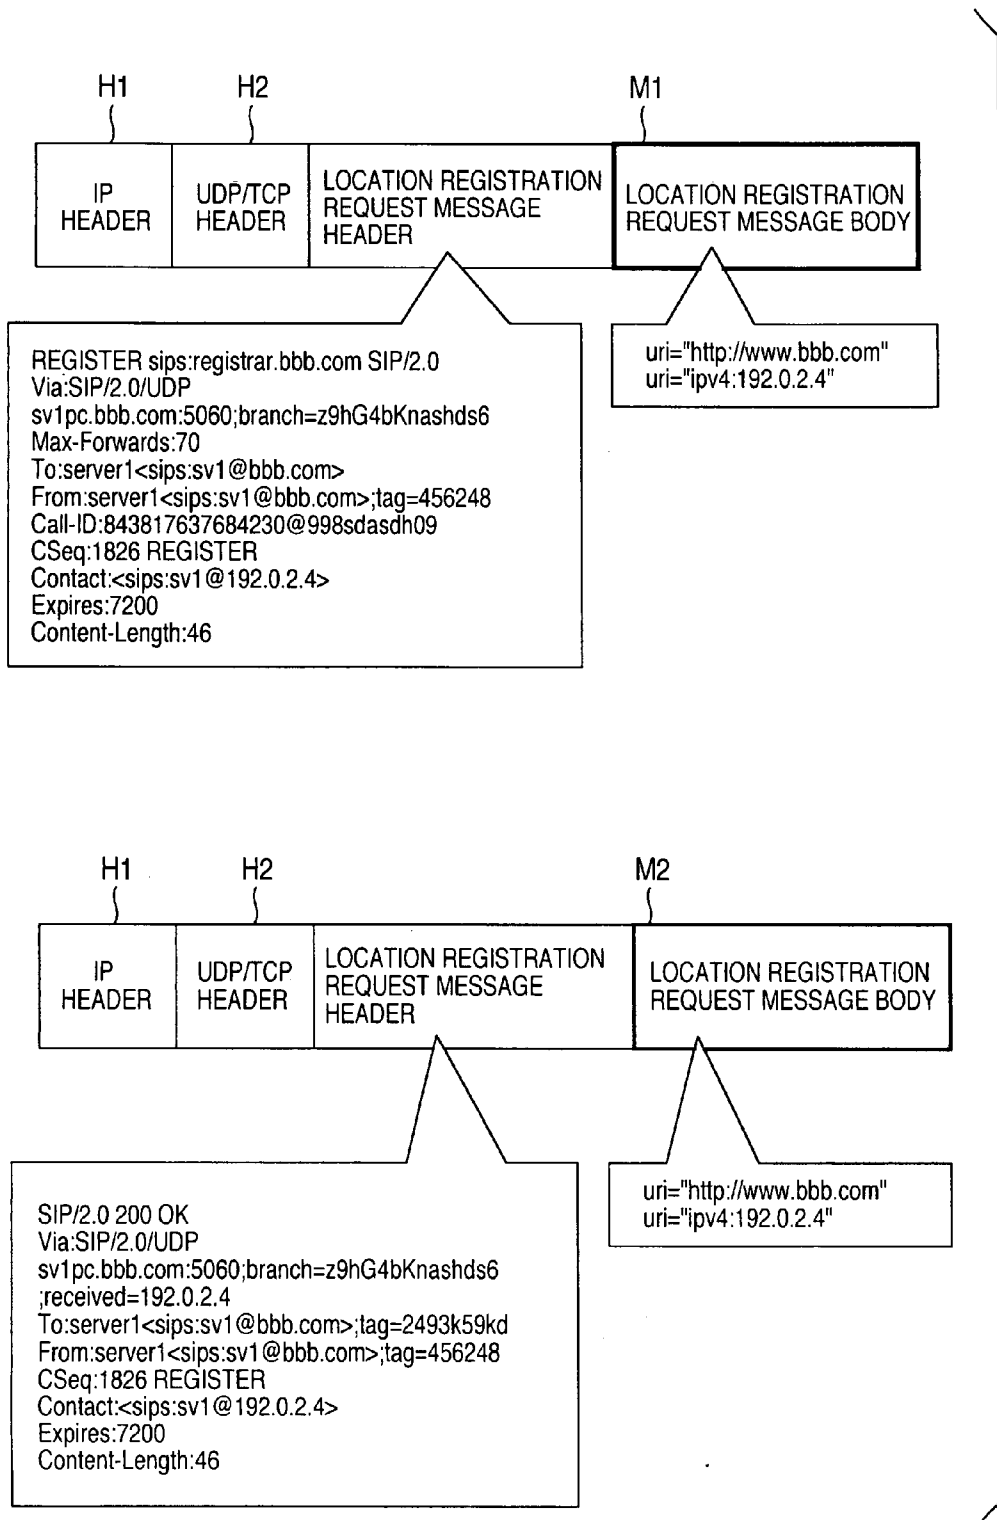 H1
H2
M1
IP
HEADER
UDP/TCP
HEADER
LOCATION REGISTRATION
REQUEST MESSAGE
HEADER
LOCATION REGISTRATION
REQUEST MESSAGE BODY
REGISTER sips:registrar.bbb.com SIP/2.0
Via:SIP/2.0/UDP
sv1pc.bbb.com:5060;branch=z9hG4bKnashds6
Max-Forwards:70
To:server1<sips:sv1@bbb.com>
From:server1<sips:sv1@bbb.com>;tag=456248
Call-ID:843817637684230@998sdasdh09
CSeq:1826 REGISTER
Contact:<sips:sv1@192.0.2.4>
Expires:7200
Content-Length:46
uri="http://www.bbb.com"
uri="ipv4:192.0.2.4"
H1
H2
M2
IP
HEADER
UDP/TCP
HEADER
LOCATION REGISTRATION
REQUEST MESSAGE
HEADER
LOCATION REGISTRATION
REQUEST MESSAGE BODY
SIP/2.0 200 OK
Via:SIP/2.0/UDP
sv1pc.bbb.com:5060;branch=z9hG4bKnashds6
;received=192.0.2.4
To:server1<sips:sv1@bbb.com>;tag=2493k59kd
From:server1<sips:sv1@bbb.com>;tag=456248
CSeq:1826 REGISTER
Contact:<sips:sv1@192.0.2.4>
Expires:7200
Content-Length:46
uri="http://www.bbb.com"
uri="ipv4:192.0.2.4"